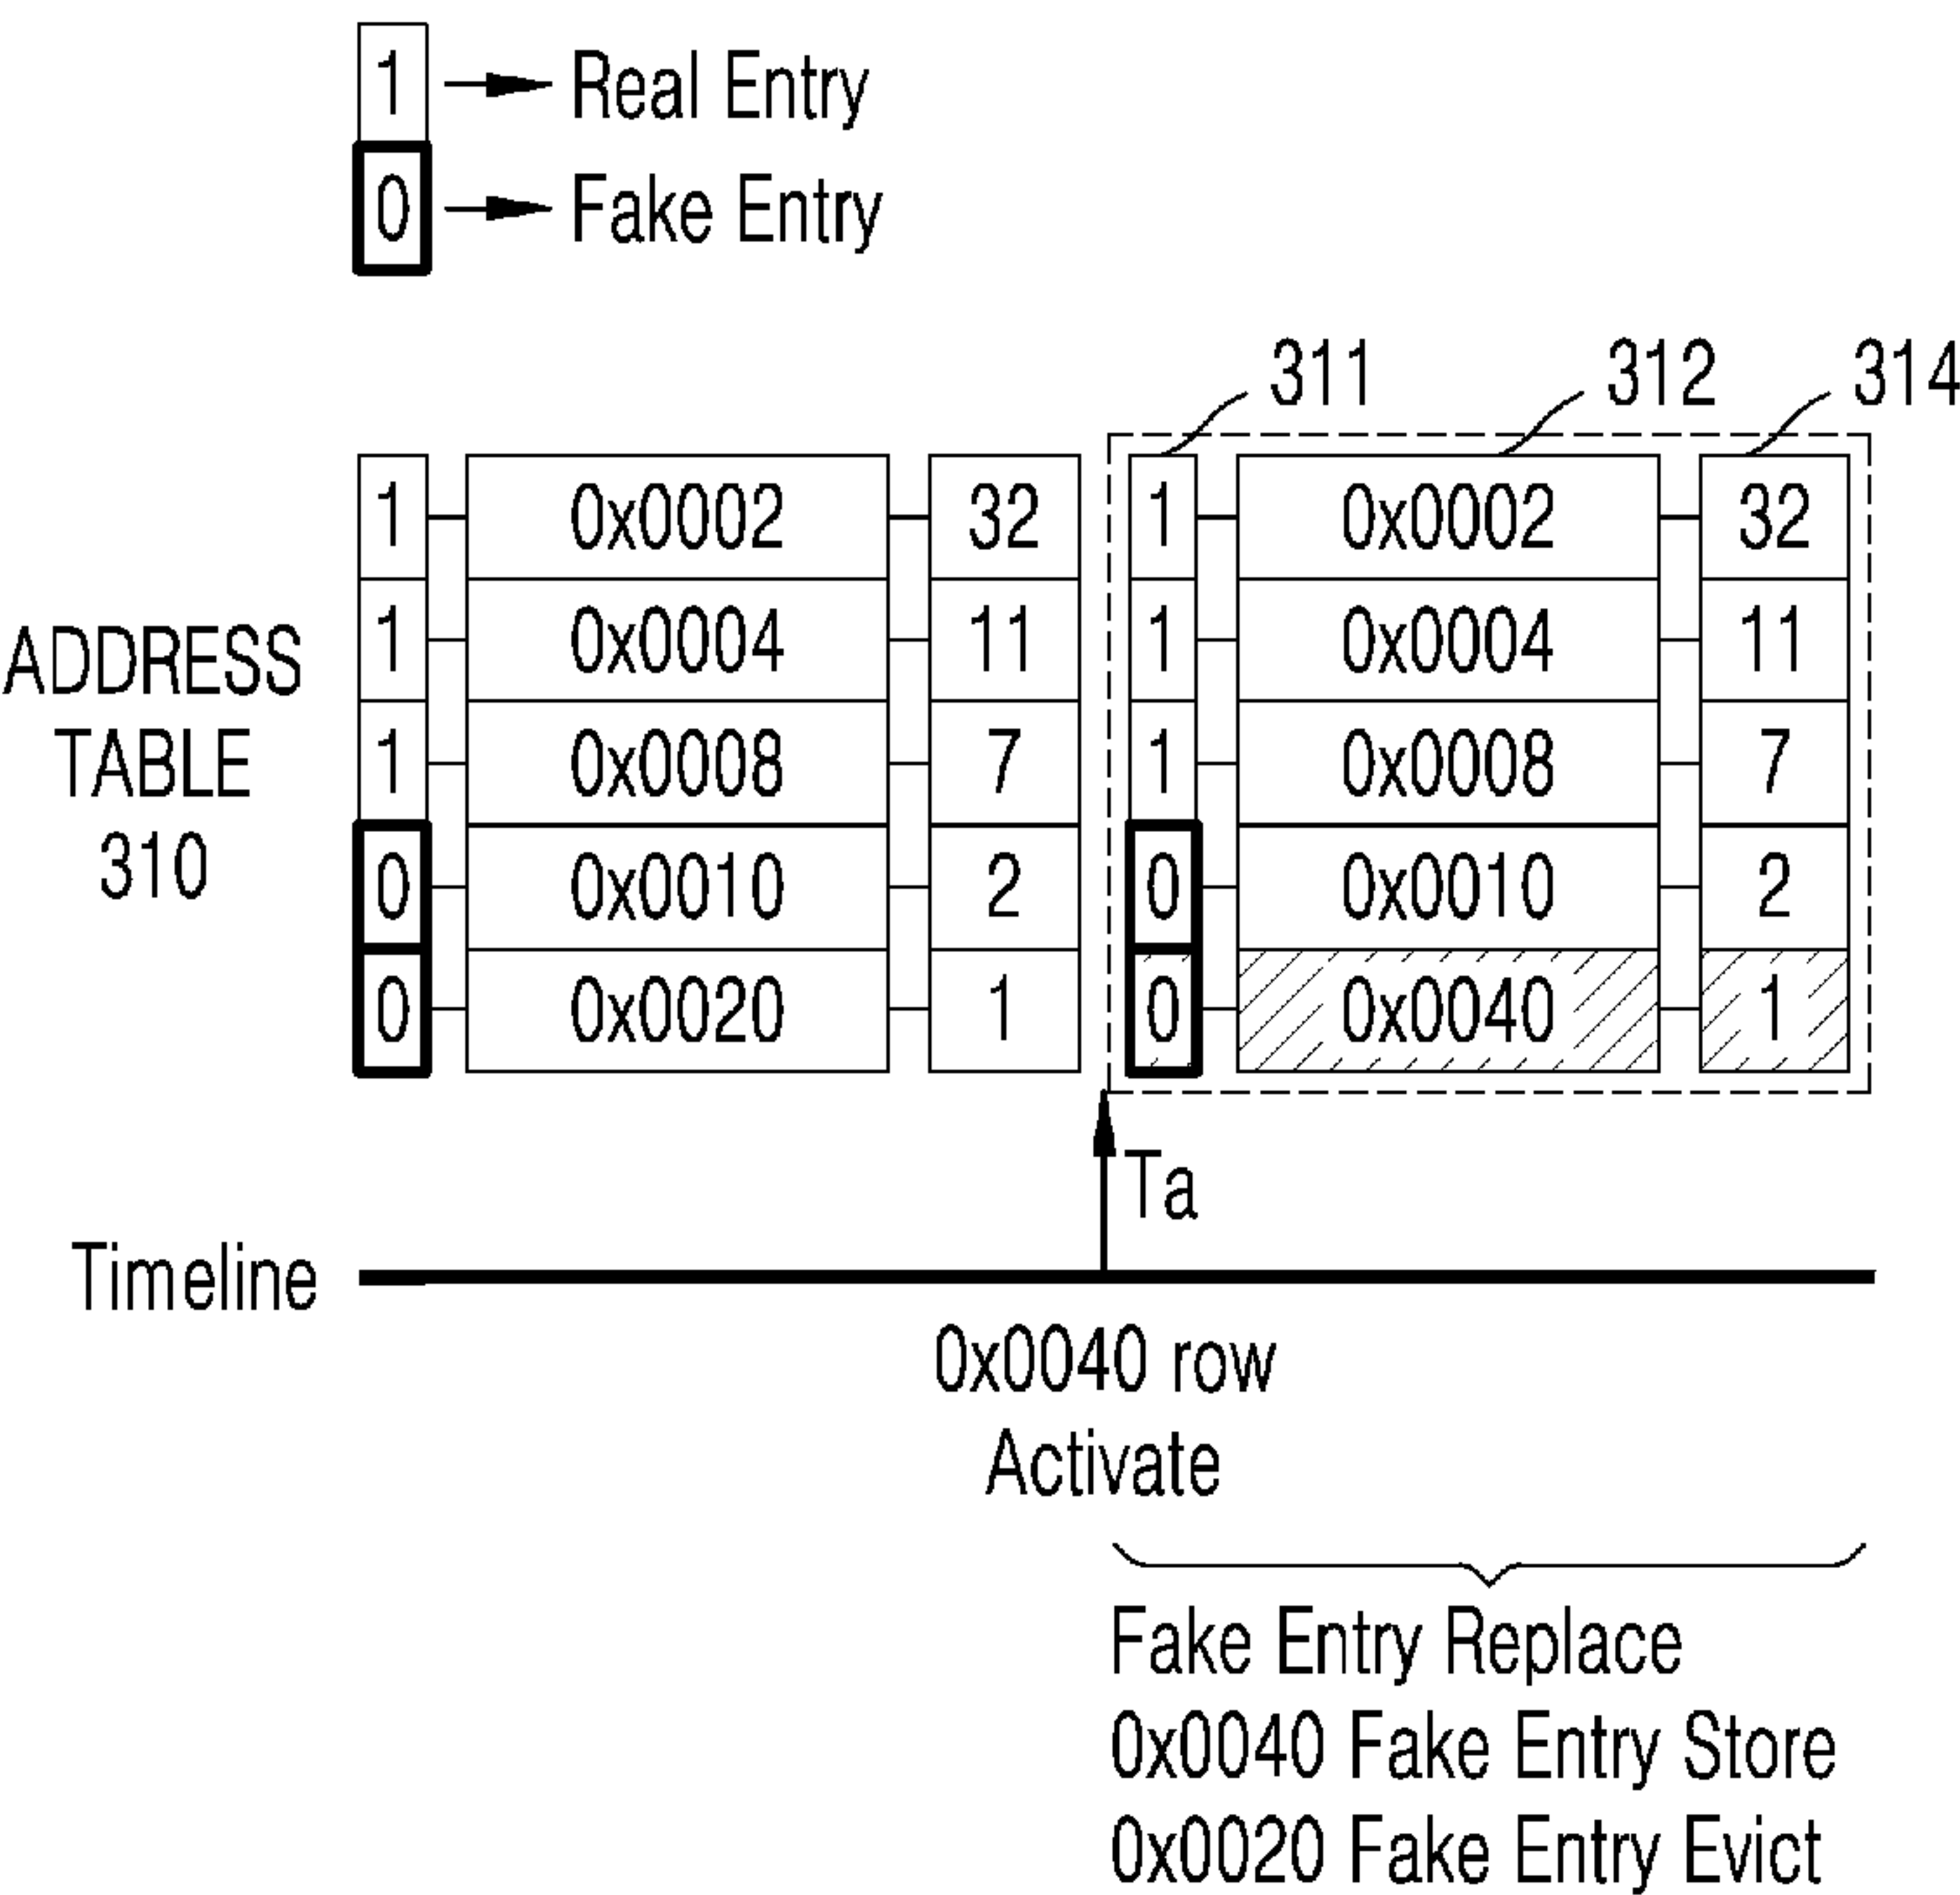 1 Real Entry
0 Fake Entry
311 312 314
1 0x0002 32 1 0x0002 32
1 0x0004 11 1 0x0004 11
1 0x0008 7 1 0x0008 7
0 0x0010 2 0 0x0010 2
0 0x0020 1 0 0x0040 1
ADDRESS
TABLE
310
Ta
Timeline
0x0040 row
Activate
Fake Entry Replace
0x0040 Fake Entry Store
0x0020 Fake Entry Evict